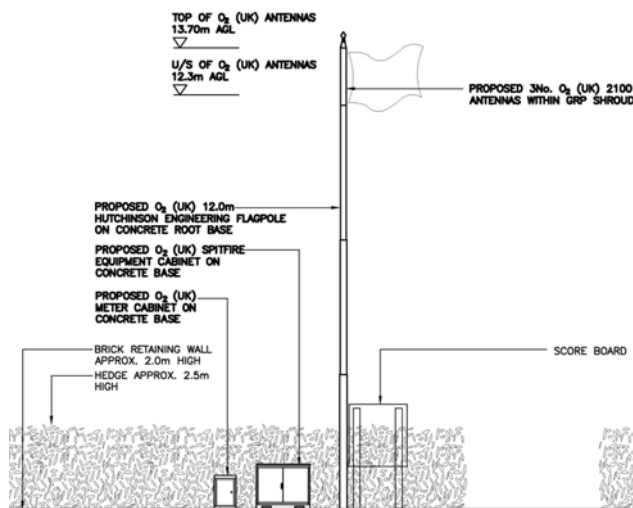 TOP OF O₂ (UK) ANTENNAS
13.70m AGL
U/S OF O₂ (UK) ANTENNAS
12.3m AGL
PROPOSED 3No. O₂ (UK) 2100
ANTENNAS WITHIN GRP SHROUD
PROPOSED O₂ (UK) 12.0m
HUTCHINSON ENGINEERING FLAGPOLE
ON CONCRETE ROOT BASE
PROPOSED O₂ (UK) SPITFIRE
EQUIPMENT CABINET ON
CONCRETE BASE
PROPOSED O₂ (UK)
METER CABINET ON
CONCRETE BASE
BRICK RETAINING WALL
APPROX. 2.0m HIGH
HEDGE APPROX. 2.5m
HIGH
SCORE BOARD